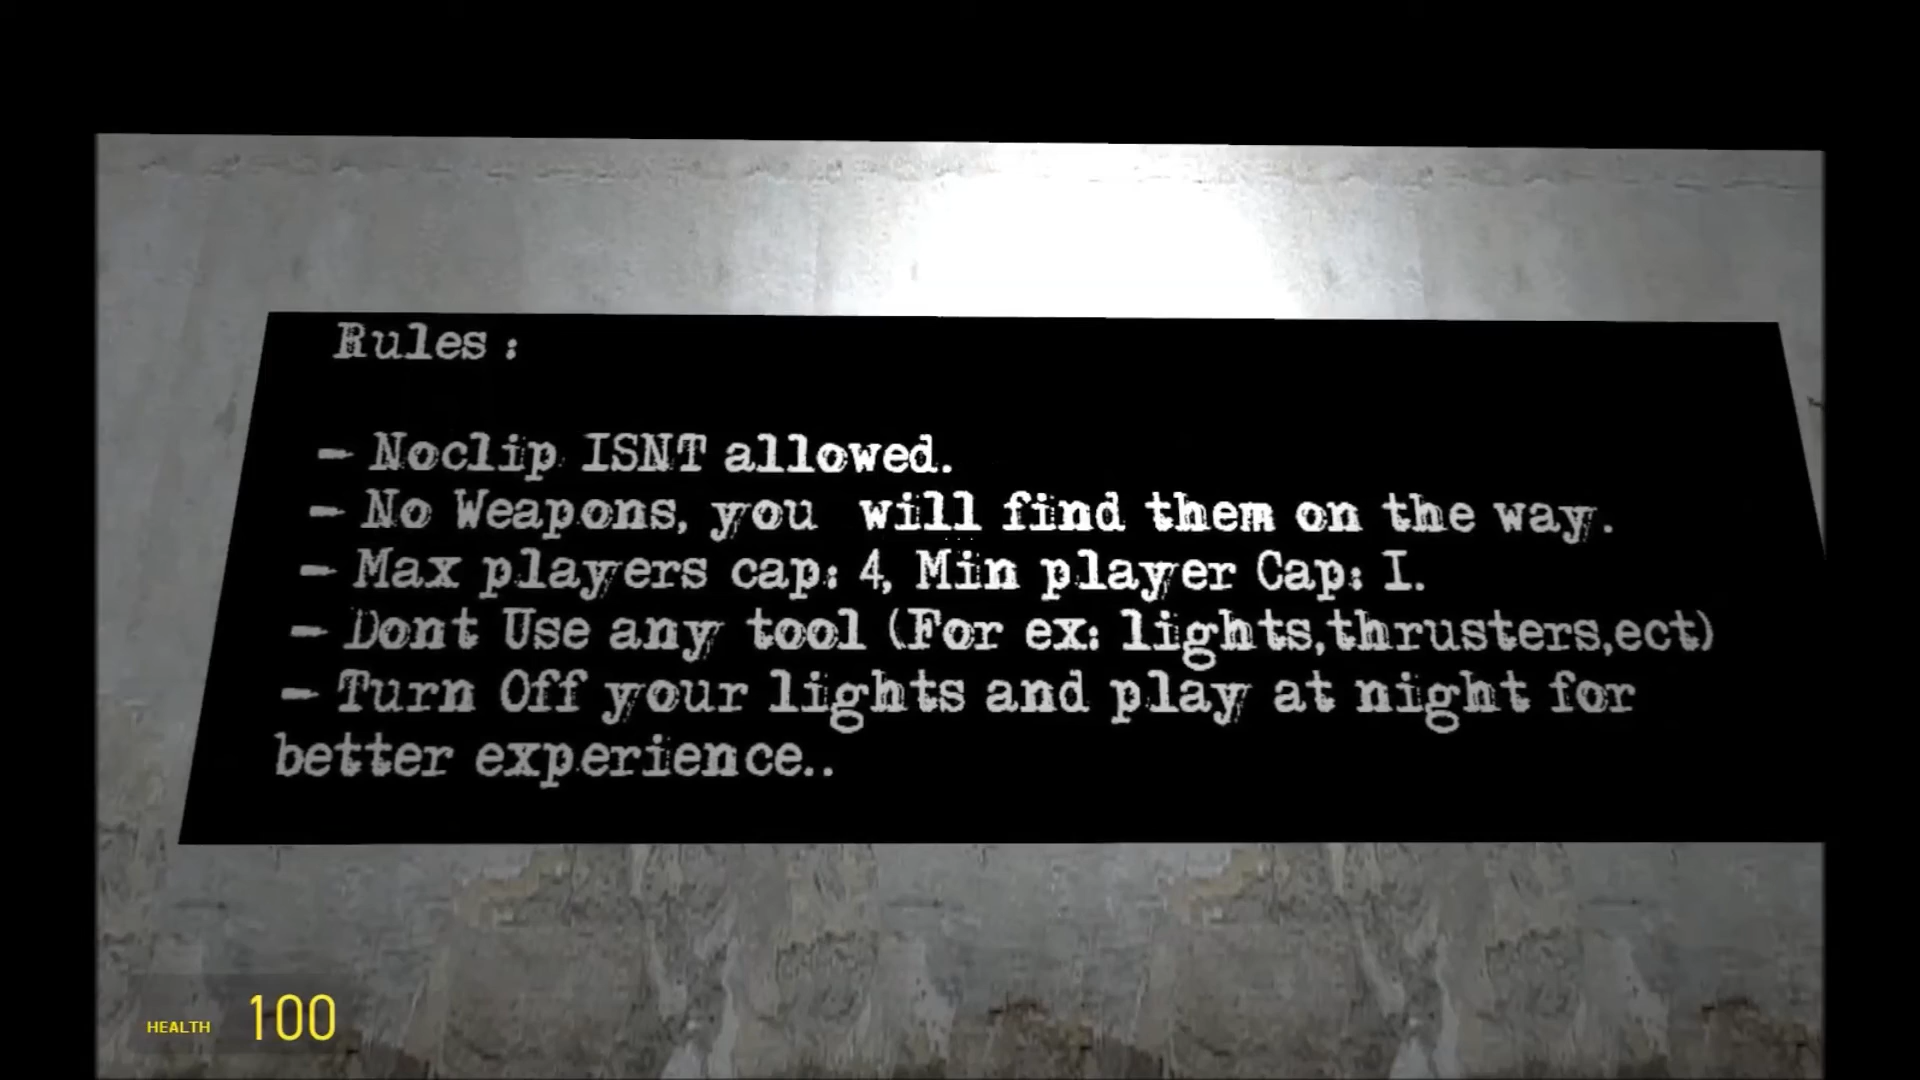 Rules :
- Noclip ISNT allowed.
- No Weapons, you will find them on the way.
- Max players cap: 4, Min player Cap: I.
- Dont Use any tool (For ex: lights,thrusters,ect)
- Turn Off your lights and play at night for
better experience..
HEALTH 100